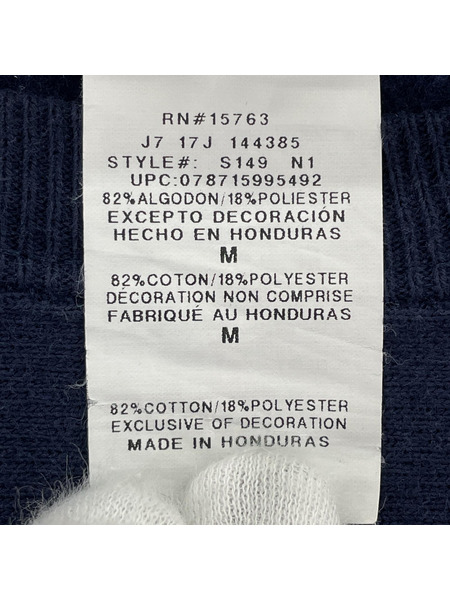 RN#15763
J7 17J 144385
STYLE#: S149 N1
UPC:078715995492
82%ALGODON/18%POLIESTER
EXCEPTO DECORACIÓN
HECHO EN HONDURAS
M
82%COTON/18%POLYESTER
DÉCORATION NON COMPRISE
FABRIQUÉ AU HONDURAS
M
82%COTTON/18%POLYESTER
EXCLUSIVE OF DECORATION
MADE IN HONDURAS